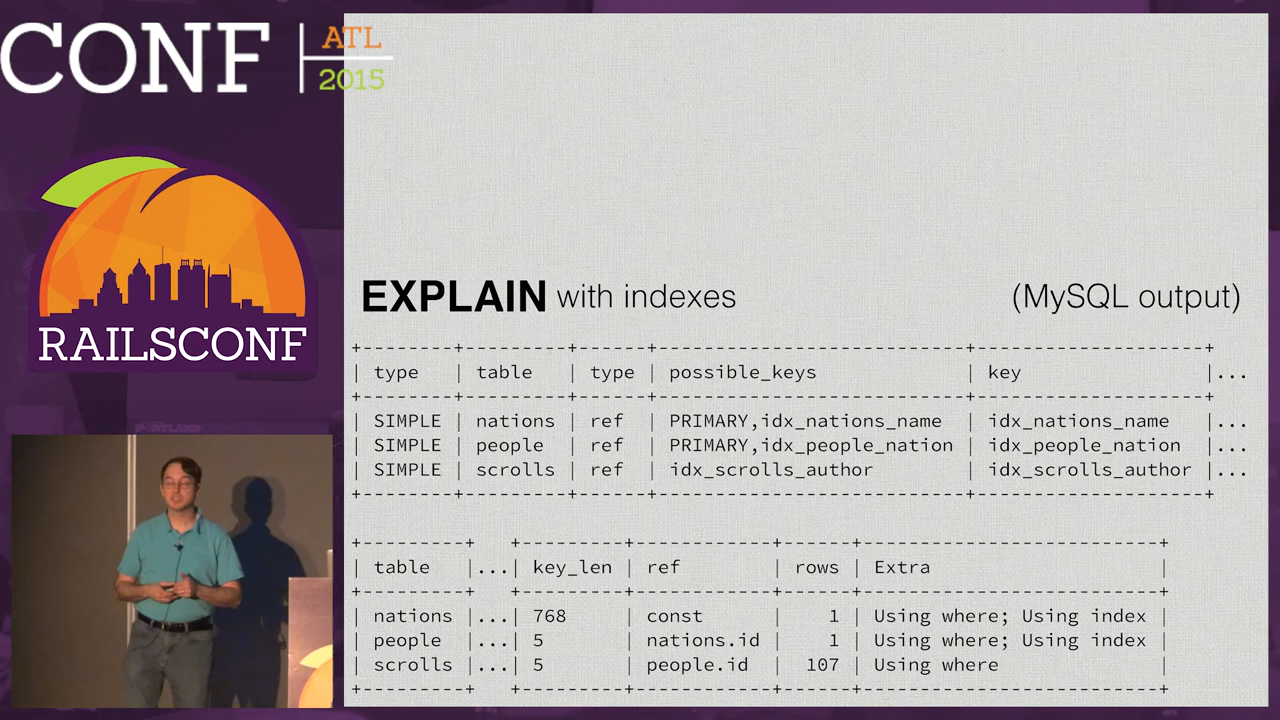 CONF | ATL
2015
RAILSCONF
EXPLAIN with indexes (MySQL output)
+--------+---------+------+---------------------------+--------------------+
| type | table | type | possible_keys | key |...
+--------+---------+------+---------------------------+--------------------+
| SIMPLE | nations | ref | PRIMARY,idx_nations_name | idx_nations_name |...
| SIMPLE | people | ref | PRIMARY,idx_people_nation | idx_people_nation |...
| SIMPLE | scrolls | ref | idx_scrolls_author | idx_scrolls_author |...
+--------+---------+------+---------------------------+--------------------+
+---------+ +---------+------------+------+--------------------------+
| table |...| key_len | ref | rows | Extra |
+---------+ +---------+------------+------+--------------------------+
| nations |...| 768 | const | 1 | Using where; Using index |
| people |...| 5 | nations.id | 1 | Using where; Using index |
| scrolls |...| 5 | people.id | 107 | Using where |
+---------+ +---------+------------+------+--------------------------+